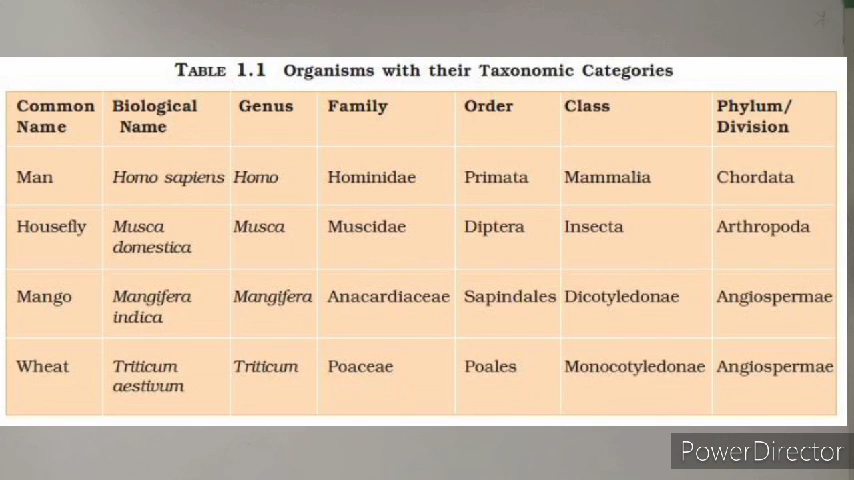 TABLE 1.1 Organisms with their Taxonomic Categories
Common Name Biological Name Genus Family Order Class Phylum/ Division
Man Homo sapiens Homo Hominidae Primata Mammalia Chordata
Housefly Musca domestica Musca Muscidae Diptera Insecta Arthropoda
Mango Mangifera indica Mangifera Anacardiaceae Sapindales Dicotyledonae Angiospermae
Wheat Triticum aestivum Triticum Poaceae Poales Monocotyledonae Angiospermae
PowerDirector